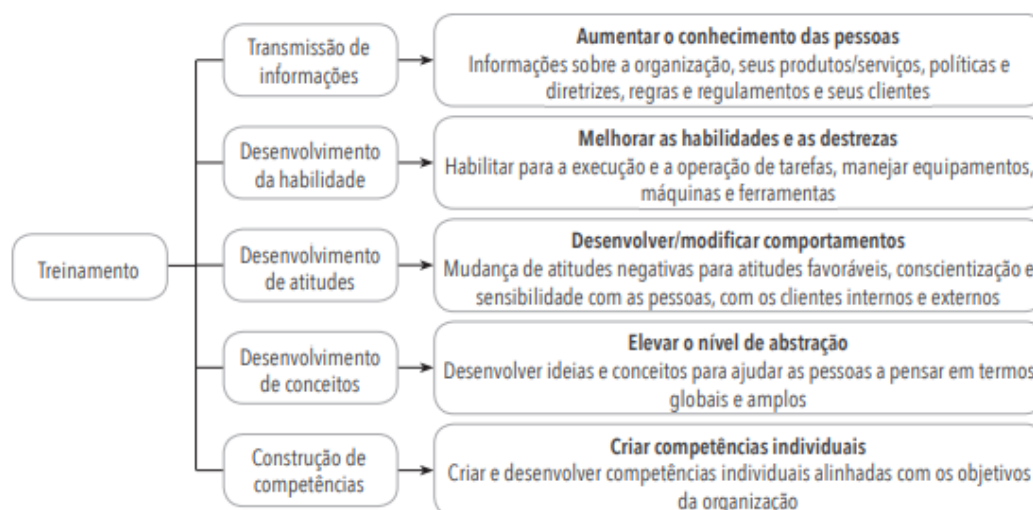 Treinamento
Transmissão de
informações
Aumentar o conhecimento das pessoas
Informações sobre a organização, seus produtos/serviços, políticas e
diretrizes, regras e regulamentos e seus clientes
Desenvolvimento
da habilidade
Melhorar as habilidades e as destrezas
Habilitar para a execução e a operação de tarefas, manejar equipamentos,
máquinas e ferramentas
Desenvolvimento
de atitudes
Desenvolver/modificar comportamentos
Mudança de atitudes negativas para atitudes favoráveis, conscientização e
sensibilidade com as pessoas, com os clientes internos e externos
Desenvolvimento
de conceitos
Elevar o nível de abstração
Desenvolver ideias e conceitos para ajudar as pessoas a pensar em termos
globais e amplos
Construção de
competências
Criar competências individuais
Criar e desenvolver competências individuais alinhadas com os objetivos
da organização